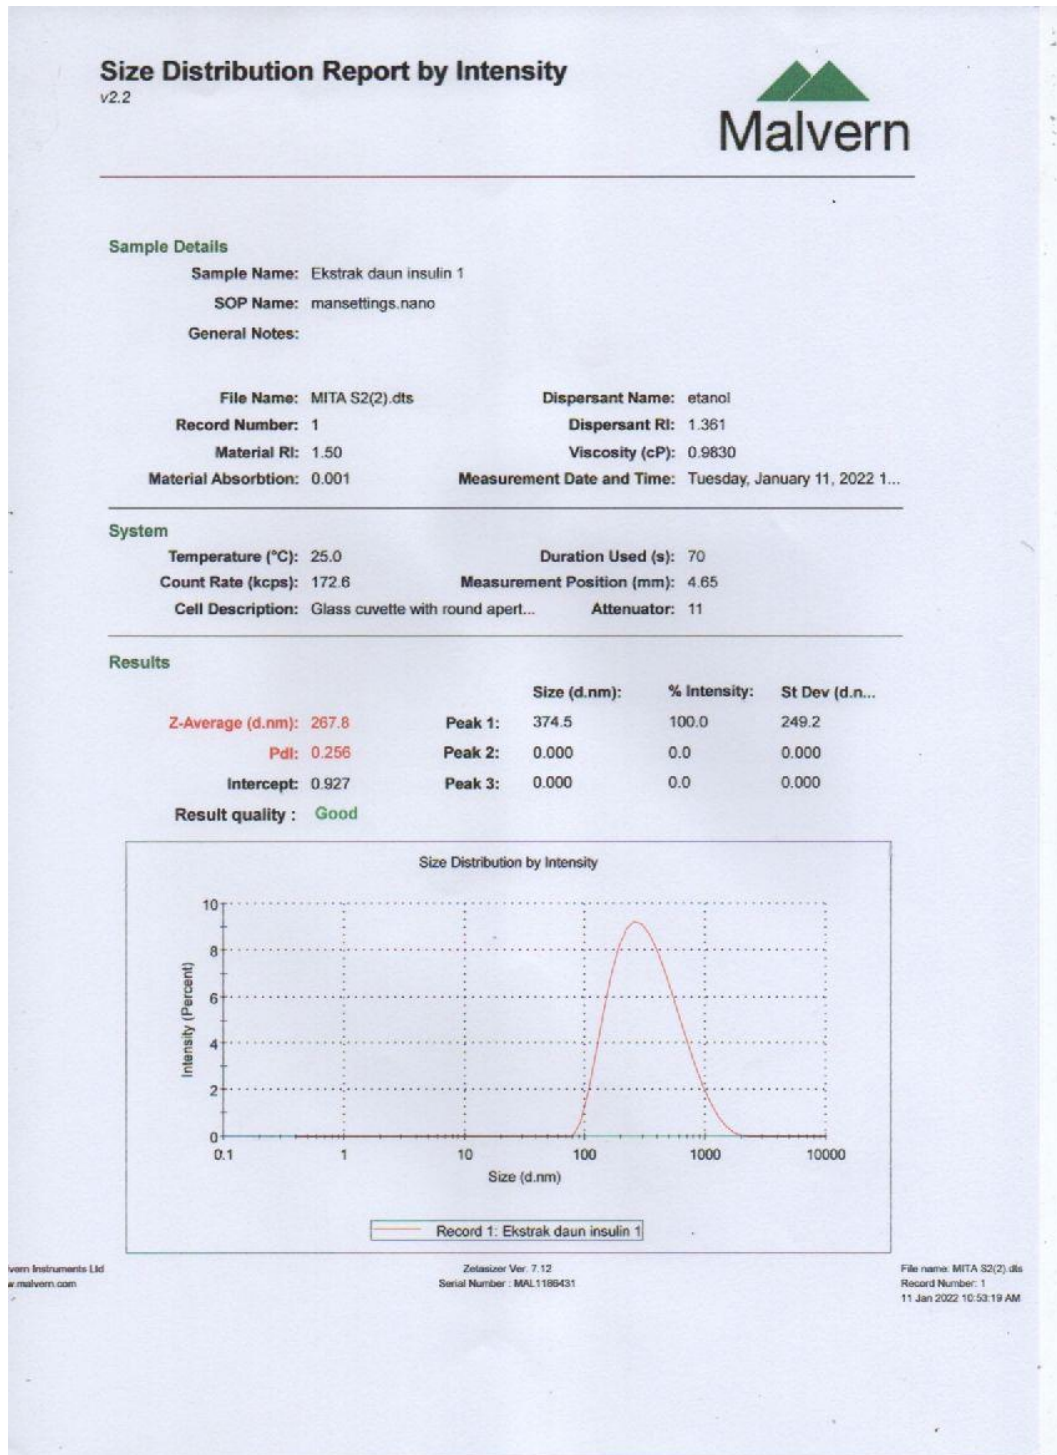 Size Distribution Report by Intensity
v2.2
Malvern
Sample Details
Sample Name: Ekstrak daun insulin 1
SOP Name: mansettings.nano
General Notes:
File Name: MITA S2(2).dts Dispersant Name: etanol
Record Number: 1 Dispersant RI: 1.361
Material RI: 1.50 Viscosity (cP): 0.9830
Material Absorbtion: 0.001 Measurement Date and Time: Tuesday, January 11, 2022 1...
System
Temperature (°C): 25.0 Duration Used (s): 70
Count Rate (kcps): 172.6 Measurement Position (mm): 4.65
Cell Description: Glass cuvette with round apert... Attenuator: 11
Results
Size (d.nm): % Intensity: St Dev (d.n...
Z-Average (d.nm): 267.8 Peak 1: 374.5 100.0 249.2
PdI: 0.256 Peak 2: 0.000 0.0 0.000
Intercept: 0.927 Peak 3: 0.000 0.0 0.000
Result quality : Good
Size Distribution by Intensity
Intensity (Percent)
10
8
6
4
2
0
0.1 1 10 100 1000 10000
Size (d.nm)
Record 1: Ekstrak daun insulin 1
vern Instruments Ltd Zetasizer Ver. 7.12 File name: MITA S2(2).dts
w.malvern.com Serial Number : MAL1186431 Record Number: 1
11 Jan 2022 10:53:19 AM